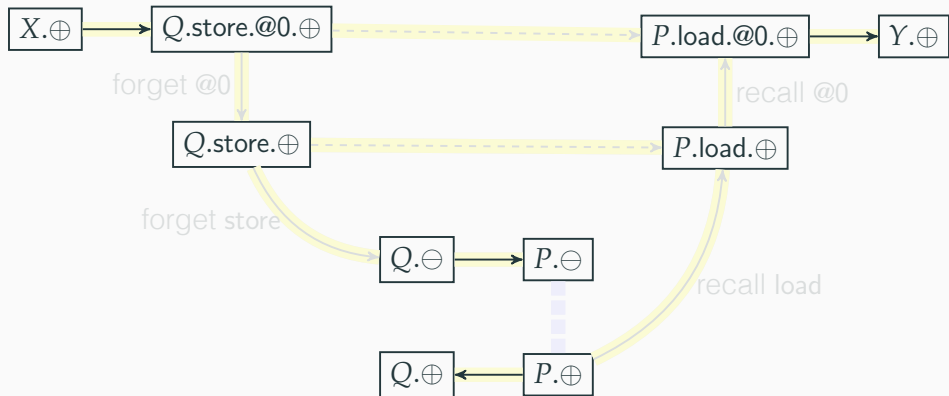 X.⊕ Q.store.@0.⊕ P.load.@0.⊕ Y.⊕
forget @0 recall @0
Q.store.⊕ P.load.⊕
forget store
Q.⊖ P.⊖
recall load
Q.⊕ P.⊕